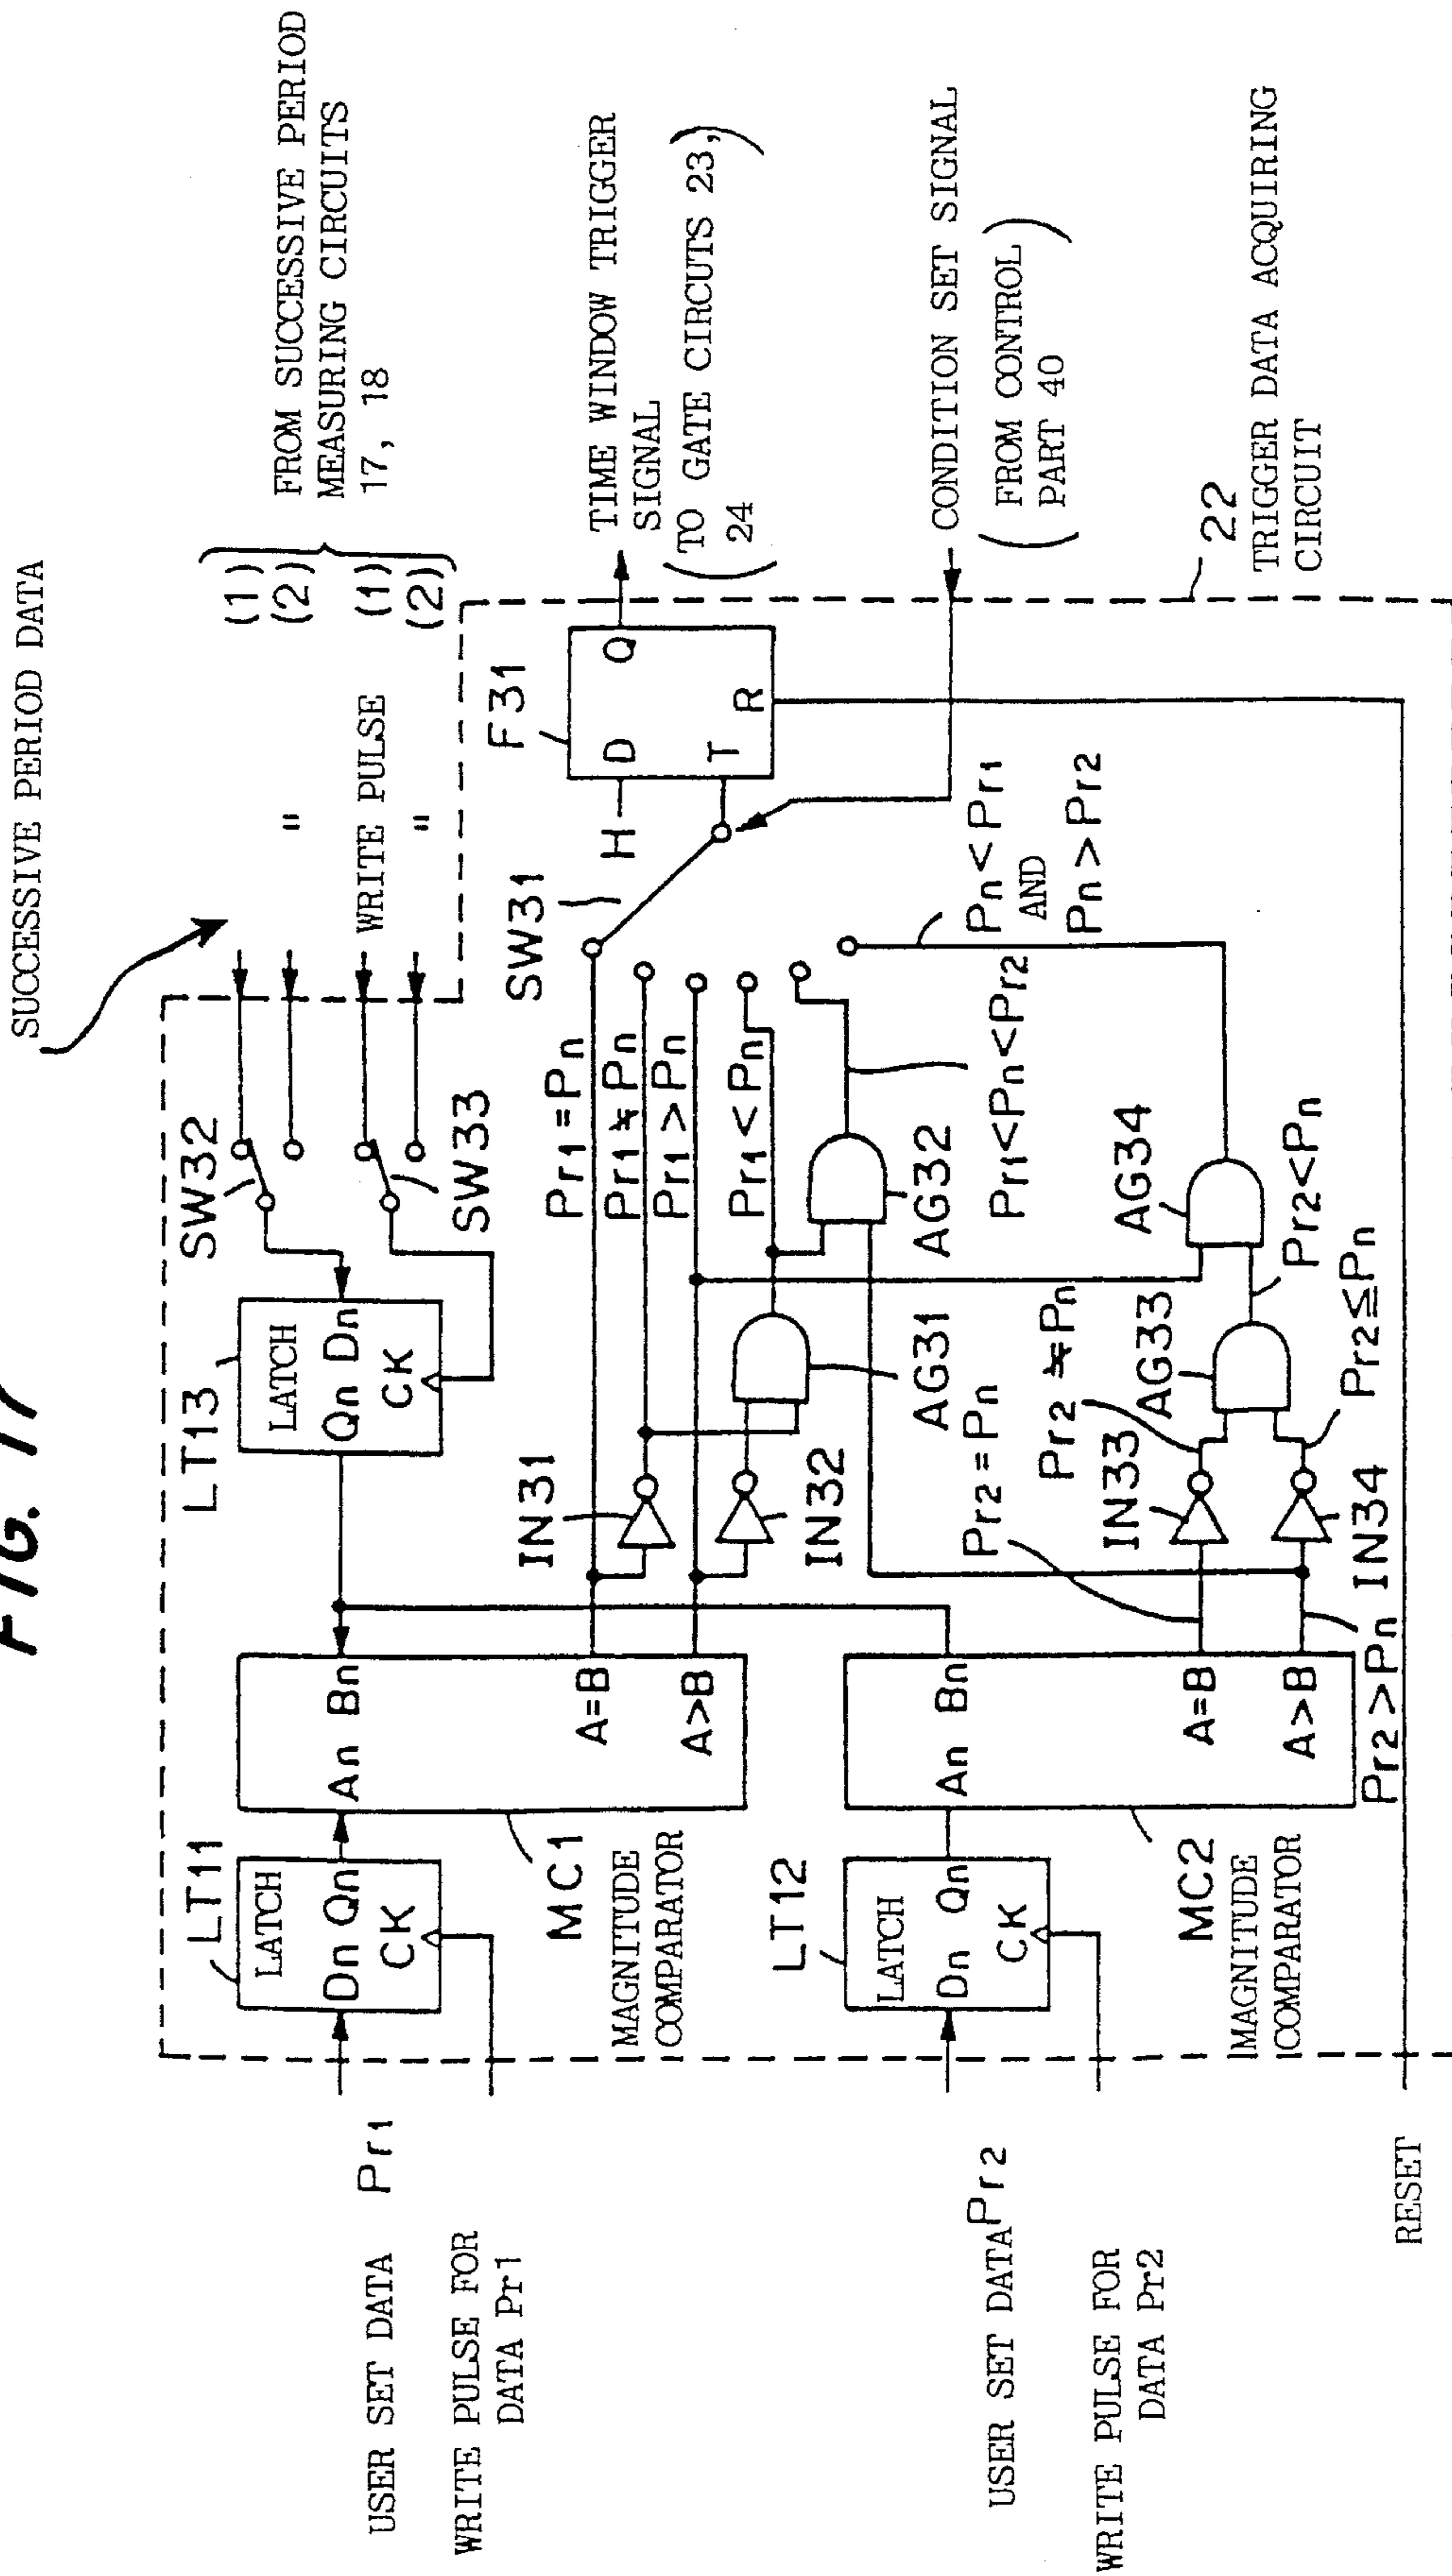 FIG. 17
SUCCESSIVE PERIOD DATA
(1)
" (2)
WRITE PULSE (1)
" (2)
FROM SUCCESSIVE PERIOD
MEASURING CIRCUITS
17, 18
SW32
SW33
LT13
LATCH
Qn Dn
CK
LT11
LATCH
Dn Qn
CK
USER SET DATA Pr1
WRITE PULSE FOR
DATA Pr1
An Bn
A=B
A>B
MC1
MAGNITUDE
COMPARATOR
IN31
IN32
Pr1=Pn
Pr1≒Pn
Pr1>Pn
Pr1<Pn
AG31
AG32
Pr1<Pn<Pr2
SW31
Pn<Pr1
AND
Pn>Pr2
F31
H
D Q
T
R
TIME WINDOW TRIGGER
SIGNAL
(TO GATE CIRCUTS 23,
24)
CONDITION SET SIGNAL
(FROM CONTROL
PART 40)
22
TRIGGER DATA ACQUIRING
CIRCUIT
LT12
LATCH
Dn Qn
CK
USER SET DATA Pr2
WRITE PULSE FOR
DATA Pr2
An Bn
A=B
A>B
MC2
MAGNITUDE
COMPARATOR
Pr2=Pn
Pr2≒Pn
IN33
IN34
Pr2>Pn
AG33
Pr2≦Pn
AG34
Pr2<Pn
RESET